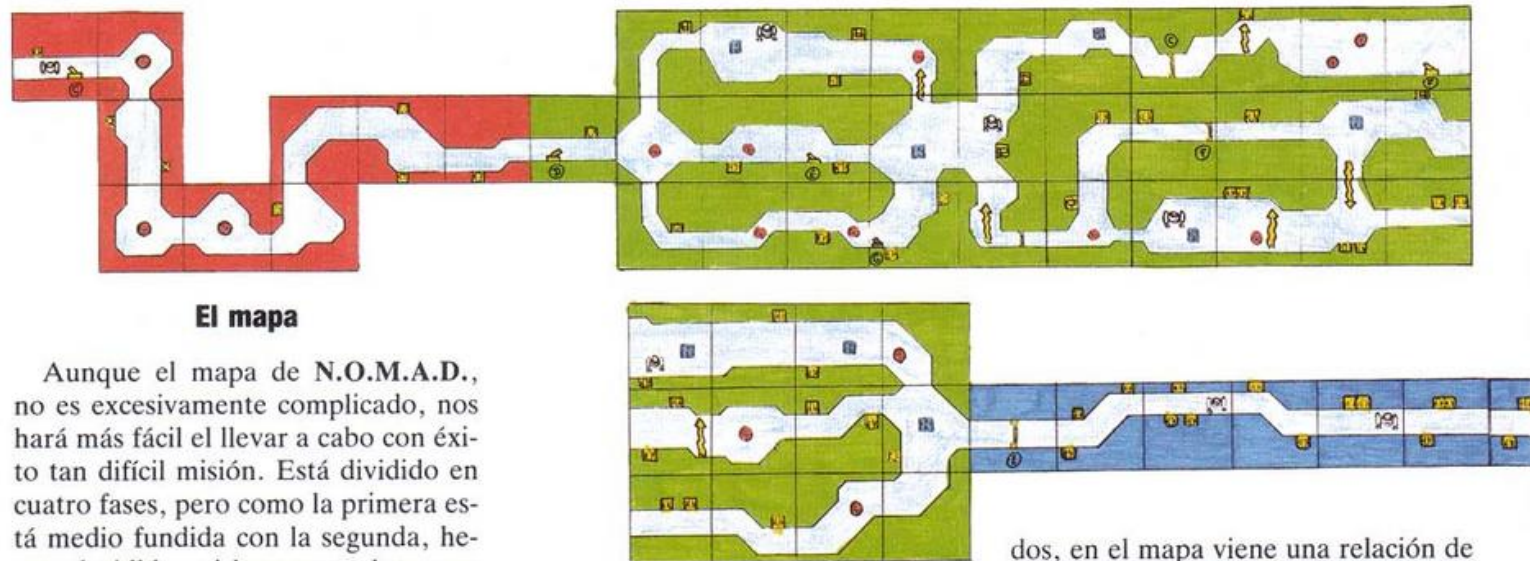 El mapa
Aunque el mapa de N.O.M.A.D.,
no es excesivamente complicado, nos
hará más fácil el llevar a cabo con éxi-
to tan difícil misión. Está dividido en
cuatro fases, pero como la primera es-
tá medio fundida con la segunda, he-
dos, en el mapa viene una relación de